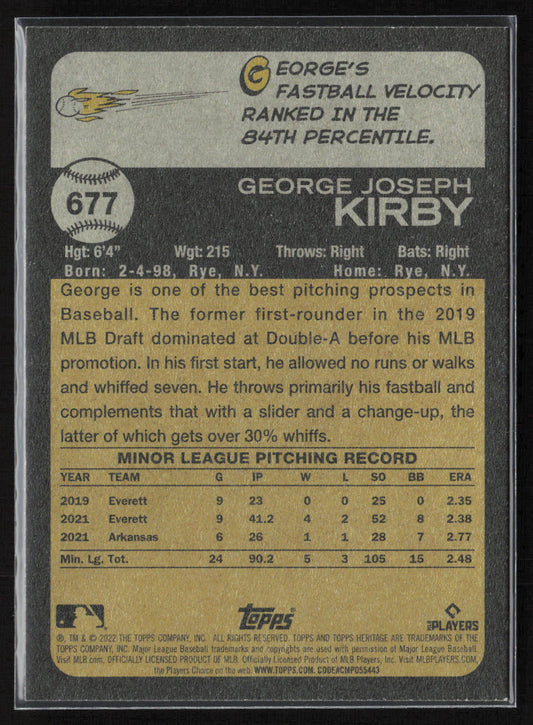 GEORGE'S
FASTBALL VELOCITY
RANKED IN THE
84TH PERCENTILE.
677
GEORGE JOSEPH
KIRBY
Hgt: 6'4" Wgt: 215 Throws: Right Bats: Right
Born: 2-4-98, Rye, N.Y. Home: Rye, N.Y.
George is one of the best pitching prospects in
Baseball. The former first-rounder in the 2019
MLB Draft dominated at Double-A before his MLB
promotion. In his first start, he allowed no runs or walks
and whiffed seven. He throws primarily his fastball and
complements that with a slider and a change-up, the
latter of which gets over 30% whiffs.
MINOR LEAGUE PITCHING RECORD
YEAR TEAM G IP W L SO BB ERA
2019 Everett 9 23 0 0 25 0 2.35
2021 Everett 9 41.2 4 2 52 8 2.38
2021 Arkansas 6 26 1 1 28 7 2.77
Min. Lg. Tot. 24 90.2 5 3 105 15 2.48
Topps
PLAYERS
®, TM & © 2022 THE TOPPS COMPANY, INC. ALL RIGHTS RESERVED. TOPPS AND TOPPS HERITAGE ARE TRADEMARKS OF THE
TOPPS COMPANY, INC. Major League Baseball trademarks and copyrights are used with permission of Major League Baseball.
Visit MLB.com. OFFICIALLY LICENSED PRODUCT OF MLB Players, Inc. Visit MLBPLAYERS.COM,
the Players Choice on the web. WWW.TOPPS.COM. CODE#CMP055443